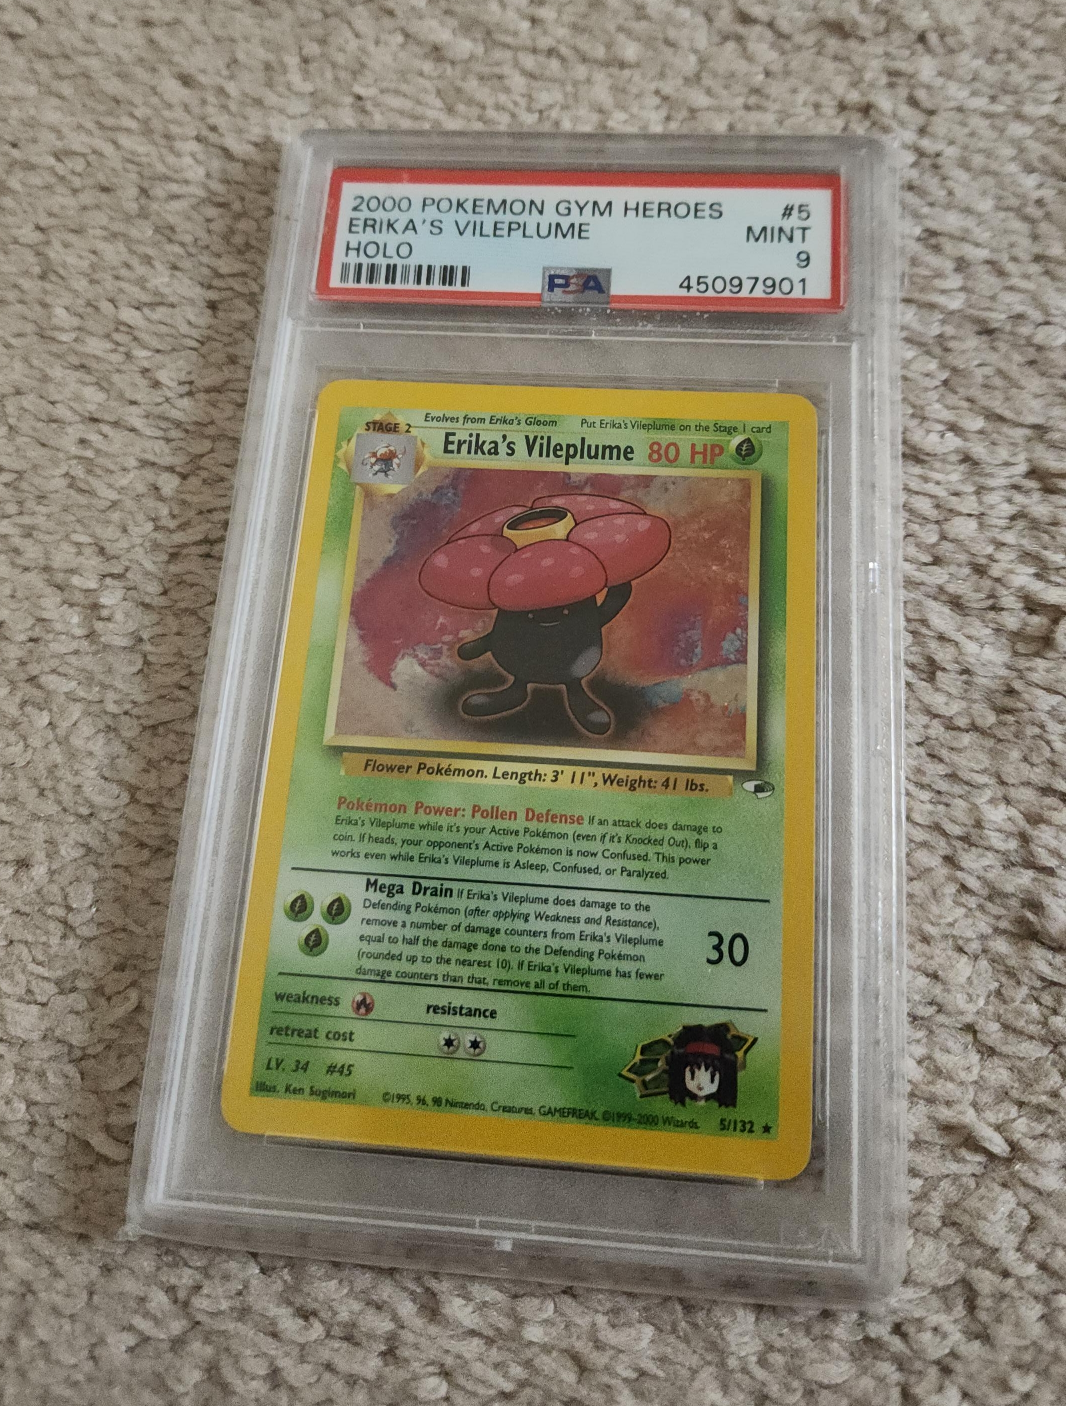 2000 POKEMON GYM HEROES #5
ERIKA'S VILEPLUME MINT
HOLO 9
PSA 45097901
Evolves from Erika's Gloom Put Erika's Vileplume on the Stage 1 card
STAGE 2
Erika's Vileplume 80 HP
Flower Pokémon. Length: 3' 11", Weight: 41 lbs.
Pokémon Power: Pollen Defense If an attack does damage to
Erika's Vileplume while it's your Active Pokémon (even if it's Knocked Out), flip a
coin. If heads, your opponent's Active Pokémon is now Confused. This power
works even while Erika's Vileplume is Asleep, Confused, or Paralyzed.
Mega Drain If Erika's Vileplume does damage to the
Defending Pokémon (after applying Weakness and Resistance),
remove a number of damage counters from Erika's Vileplume
equal to half the damage done to the Defending Pokémon
(rounded up to the nearest 10). If Erika's Vileplume has fewer
damage counters than that, remove all of them.
30
weakness resistance
retreat cost
LV. 34 #45
Illus. Ken Sugimori ©1995, 96, 98 Nintendo, Creatures, GAMEFREAK. ©1999-2000 Wizards. 5/132 ★